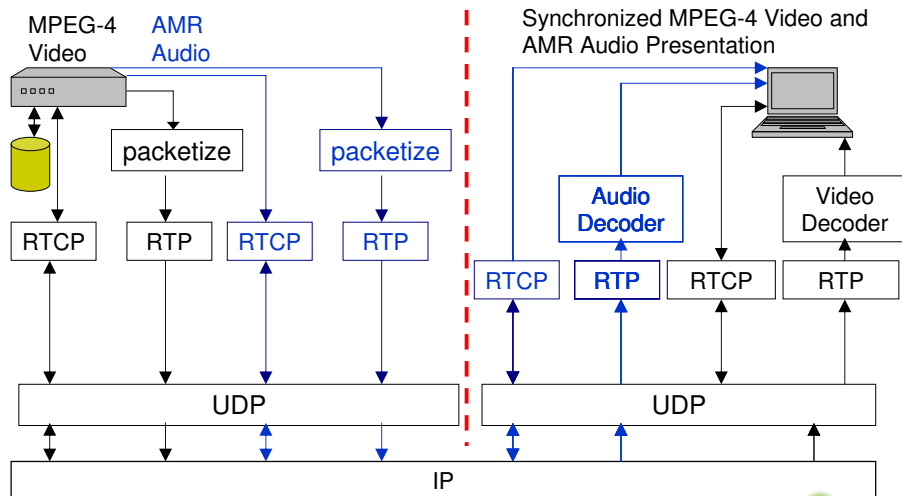 MPEG-4
Video
AMR
Audio
Synchronized MPEG-4 Video and
AMR Audio Presentation
packetize
packetize
Audio
Decoder
Video
Decoder
RTCP
RTP
RTCP
RTP
RTCP
RTP
RTCP
RTP
UDP
UDP
IP